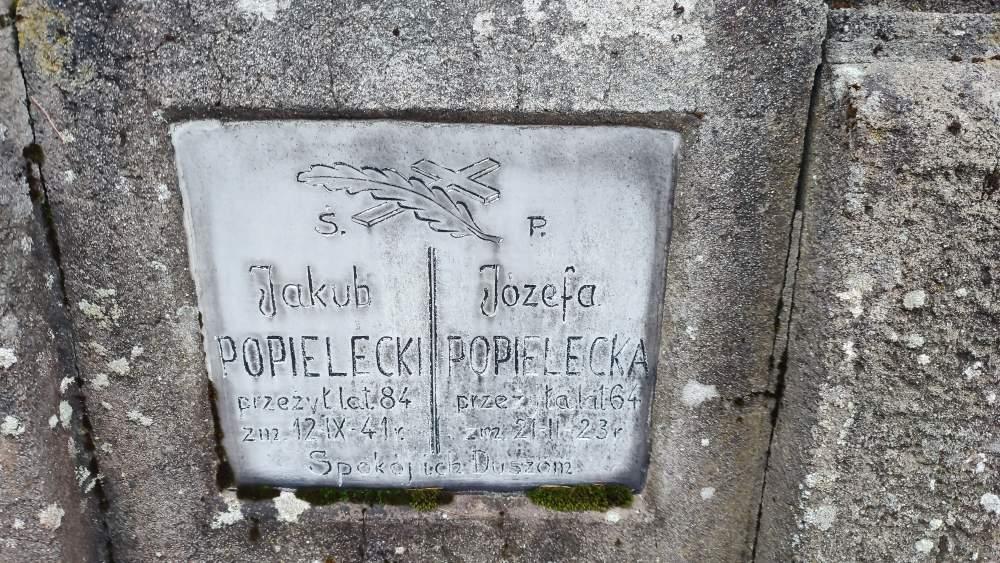 Ś. P.
Jakub
POPIELECKI
przeżył lat 84
zm. 12·IX-41 r.
Józefa
POPIELECKA
lat 64
zm. 21-II-23 r
Spokój ich Duszom